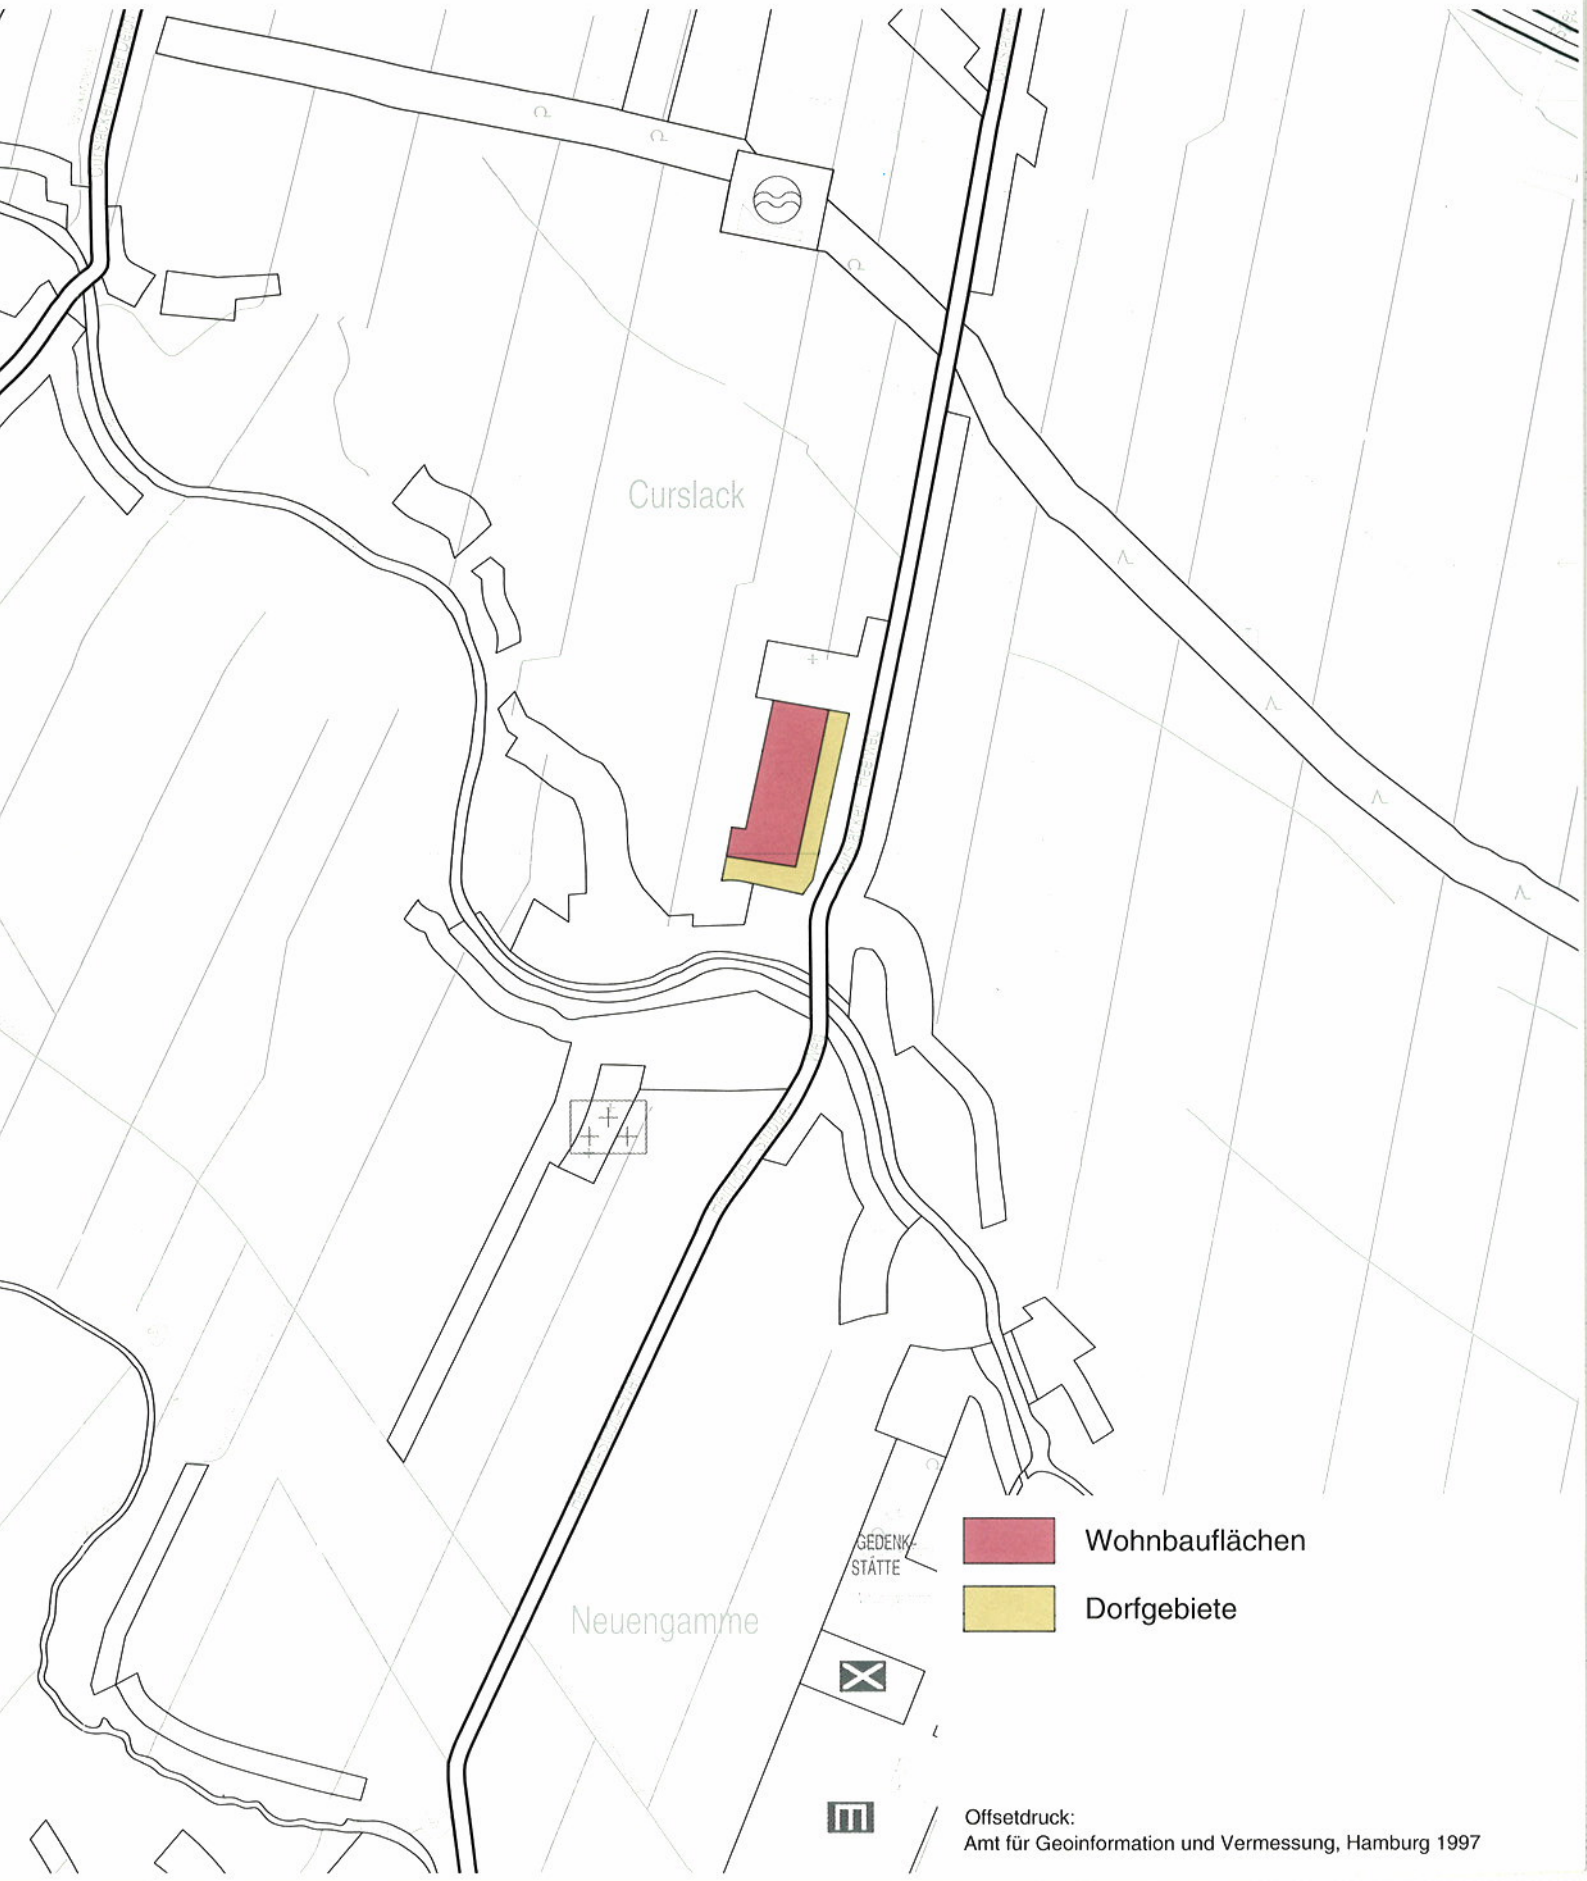 Curslack
GEDENK-
STÄTTE
Wohnbauflächen
Dorfgebiete
Neuengamme
Offsetdruck:
Amt für Geoinformation und Vermessung, Hamburg 1997